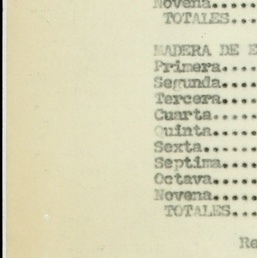 Novena.....
TOTALES...
MADERA DE E
Primera....
Segunda....
Tercera....
Cuarta.....
Quinta.....
Sexta......
Septima....
Octava.....
Novena.....
TOTALES...
Re